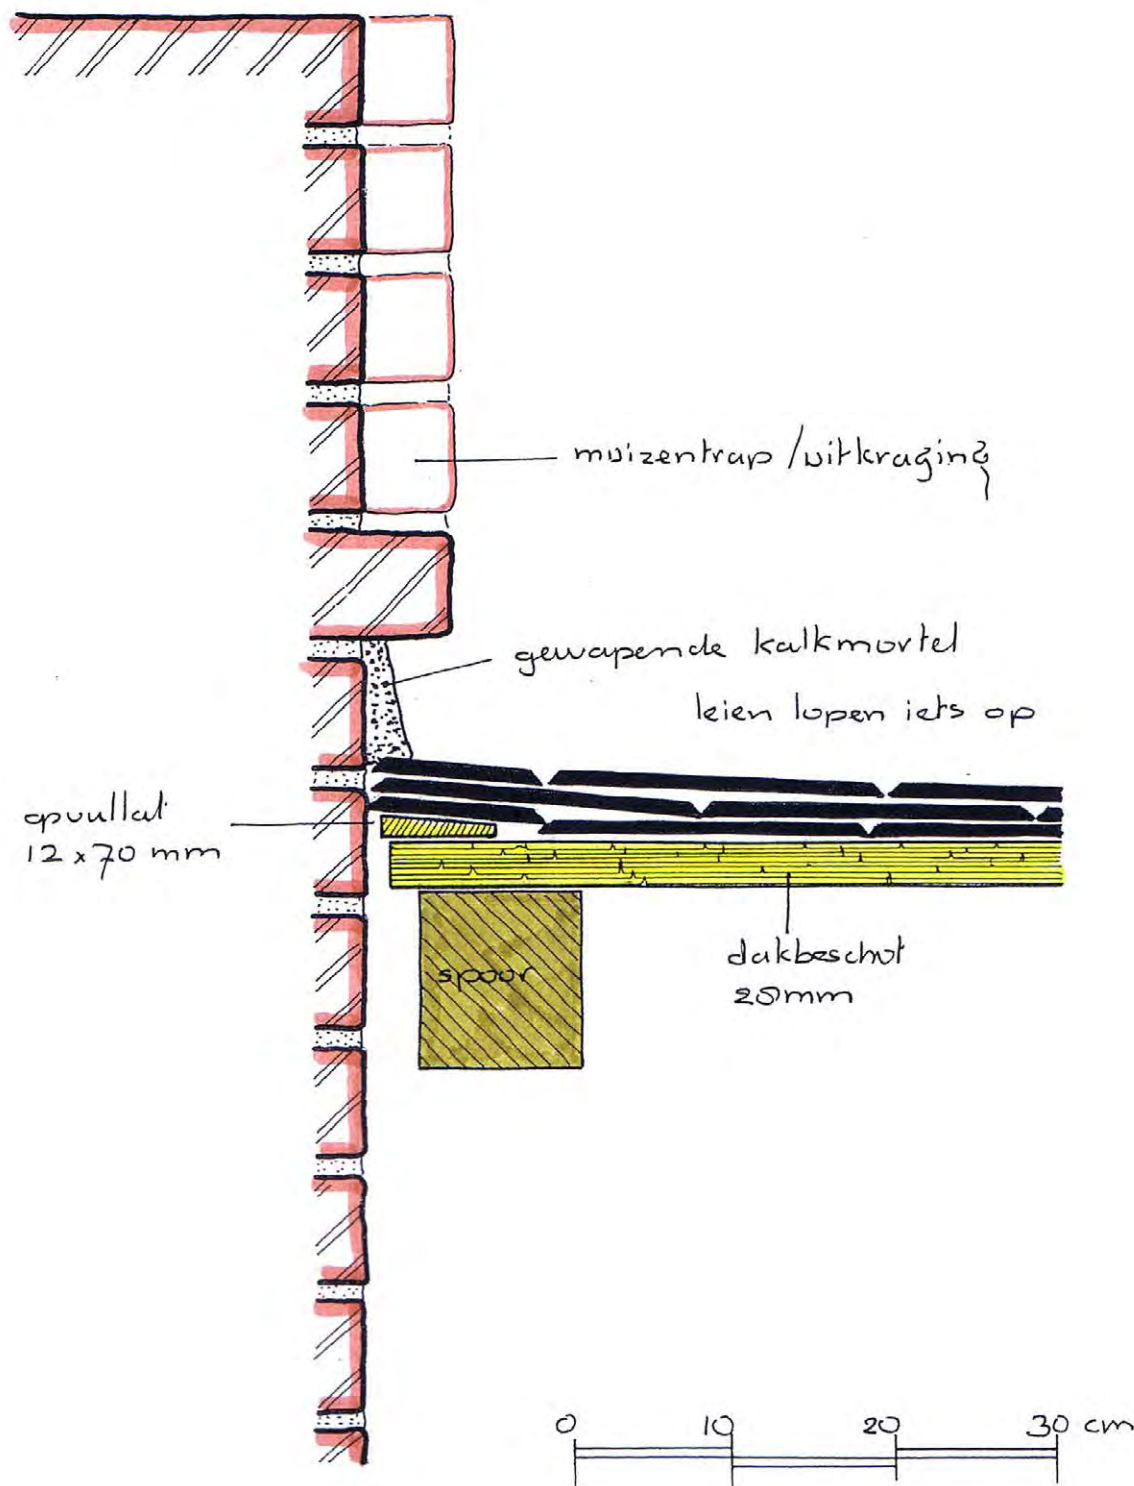 muizentrap / uitkraging
gewapende kalkmortel
leien lopen iets op
opvullat
12 x 70 mm
spoor
dakbeschot
25mm
0 10 20 30 cm